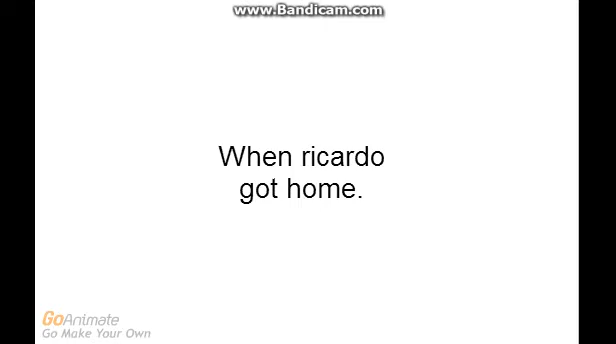 www.Bandicam.com
When ricardo
got home.
GoAnimate
Go Make Your Own